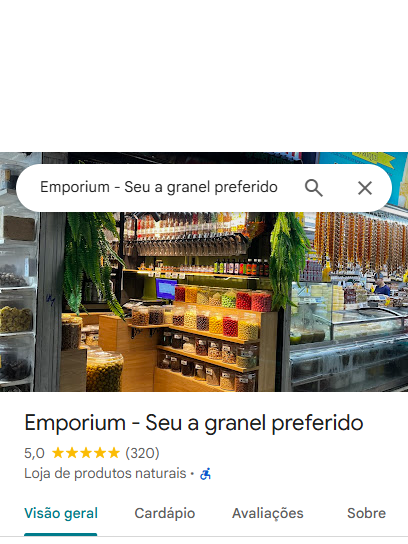 Emporium - Seu a granel preferido
Emporium - Seu a granel preferido
5,0 (320)
Loja de produtos naturais ·
Visão geral Cardápio Avaliações Sobre